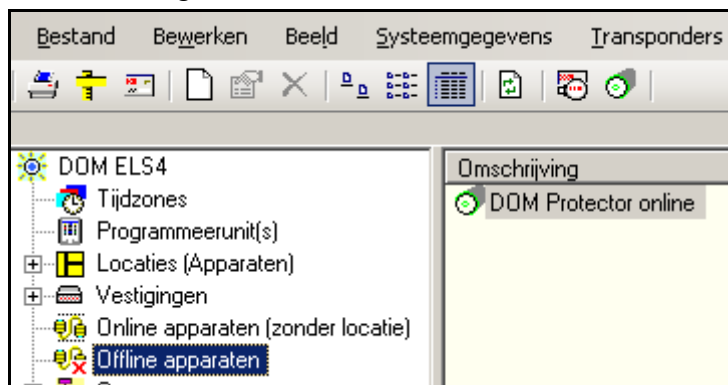 Bestand Bewerken Beeld Systeemgegevens Transponders
DOM ELS4
Tijdzones
Programmeerunit(s)
Locaties (Apparaten)
Vestigingen
Online apparaten (zonder locatie)
Offline apparaten
Omschrijving
DOM Protector online